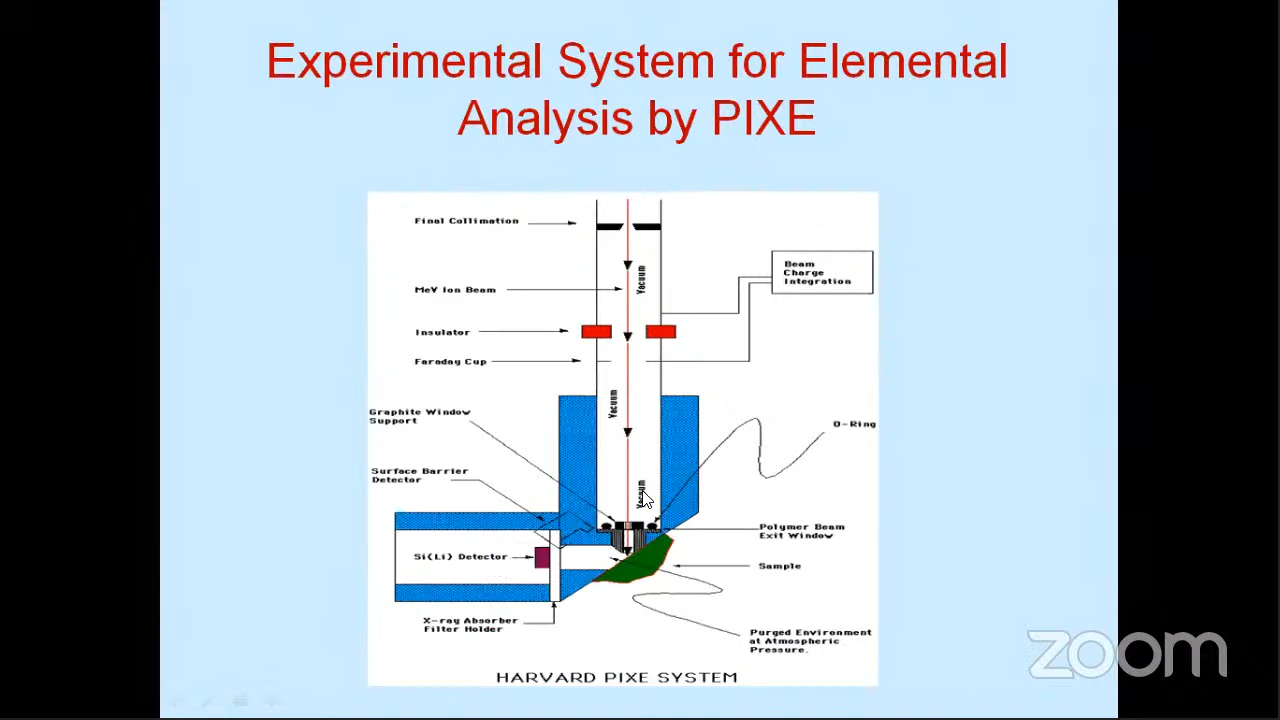 Experimental System for Elemental
Analysis by PIXE
Final Collimation
Vacuum
MeV Ion Beam
Beam
Charge
Integration
Insulator
Faraday Cup
Vacuum
Graphite Window
Support
O-Ring
Surface Barrier
Detector
Vacuum
Polymer Beam
Exit Window
Si(Li) Detector
Sample
X-ray Absorber
Filter Holder
Purged Environment
at Atmospheric
Pressure.
HARVARD PIXE SYSTEM
zoom